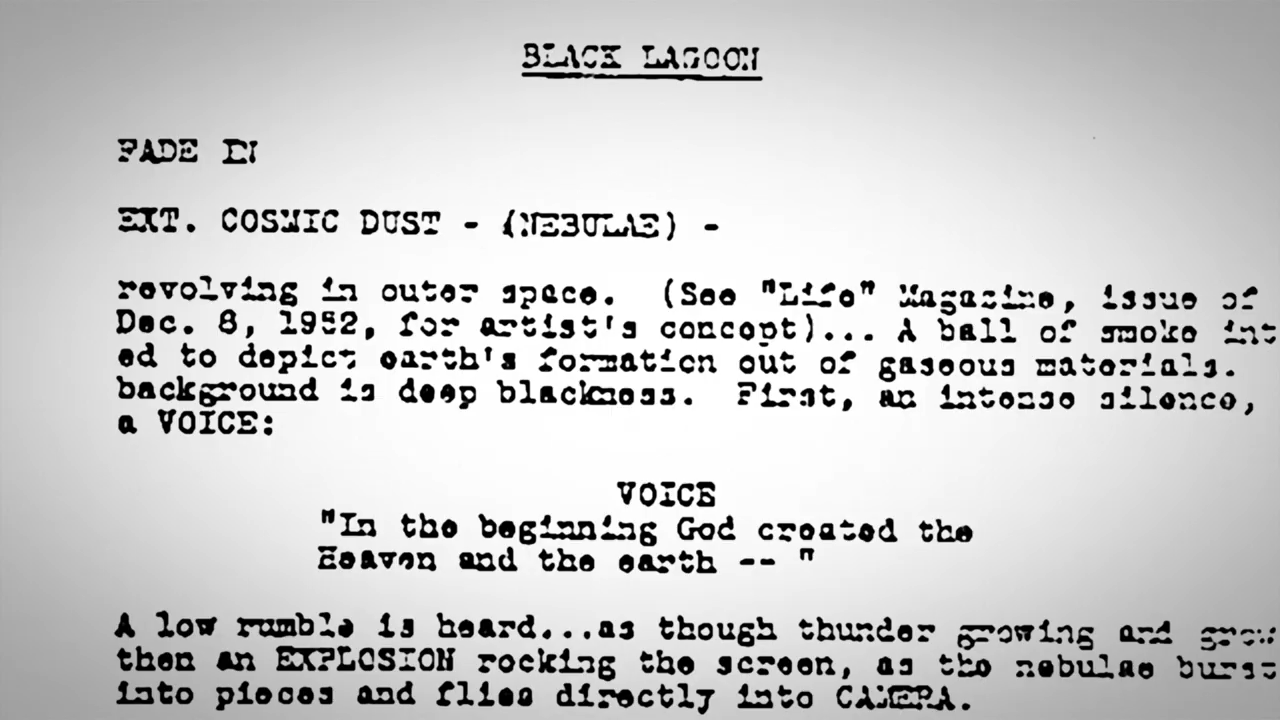 BLACK LAGOON
FADE IN
EXT. COSMIC DUST - (NEBULAE) -
revolving in outer space. (See "Life" Magazine, issue of
Dec. 8, 1952, for artist's concept)... A ball of smoke int
ed to depict earth's formation out of gaseous materials.
background is deep blackness. First, an intense silence,
a VOICE:
VOICE
"In the beginning God created the
Heaven and the earth -- "
A low rumble is heard...as though thunder growing and grow
then an EXPLOSION rocking the screen, as the nebulae burst
into pieces and flies directly into CAMERA.